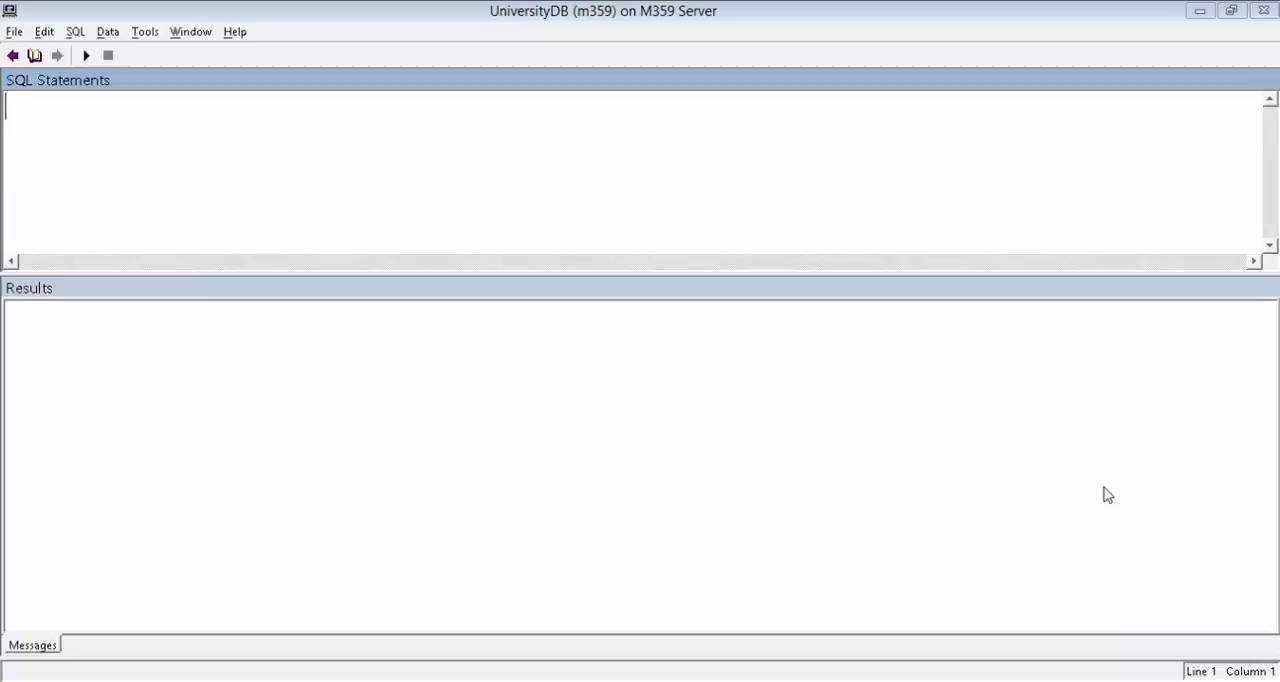 UniversityDB (m359) on M359 Server
File Edit SQL Data Tools Window Help
SQL Statements
Results
Messages
Line 1 Column 1